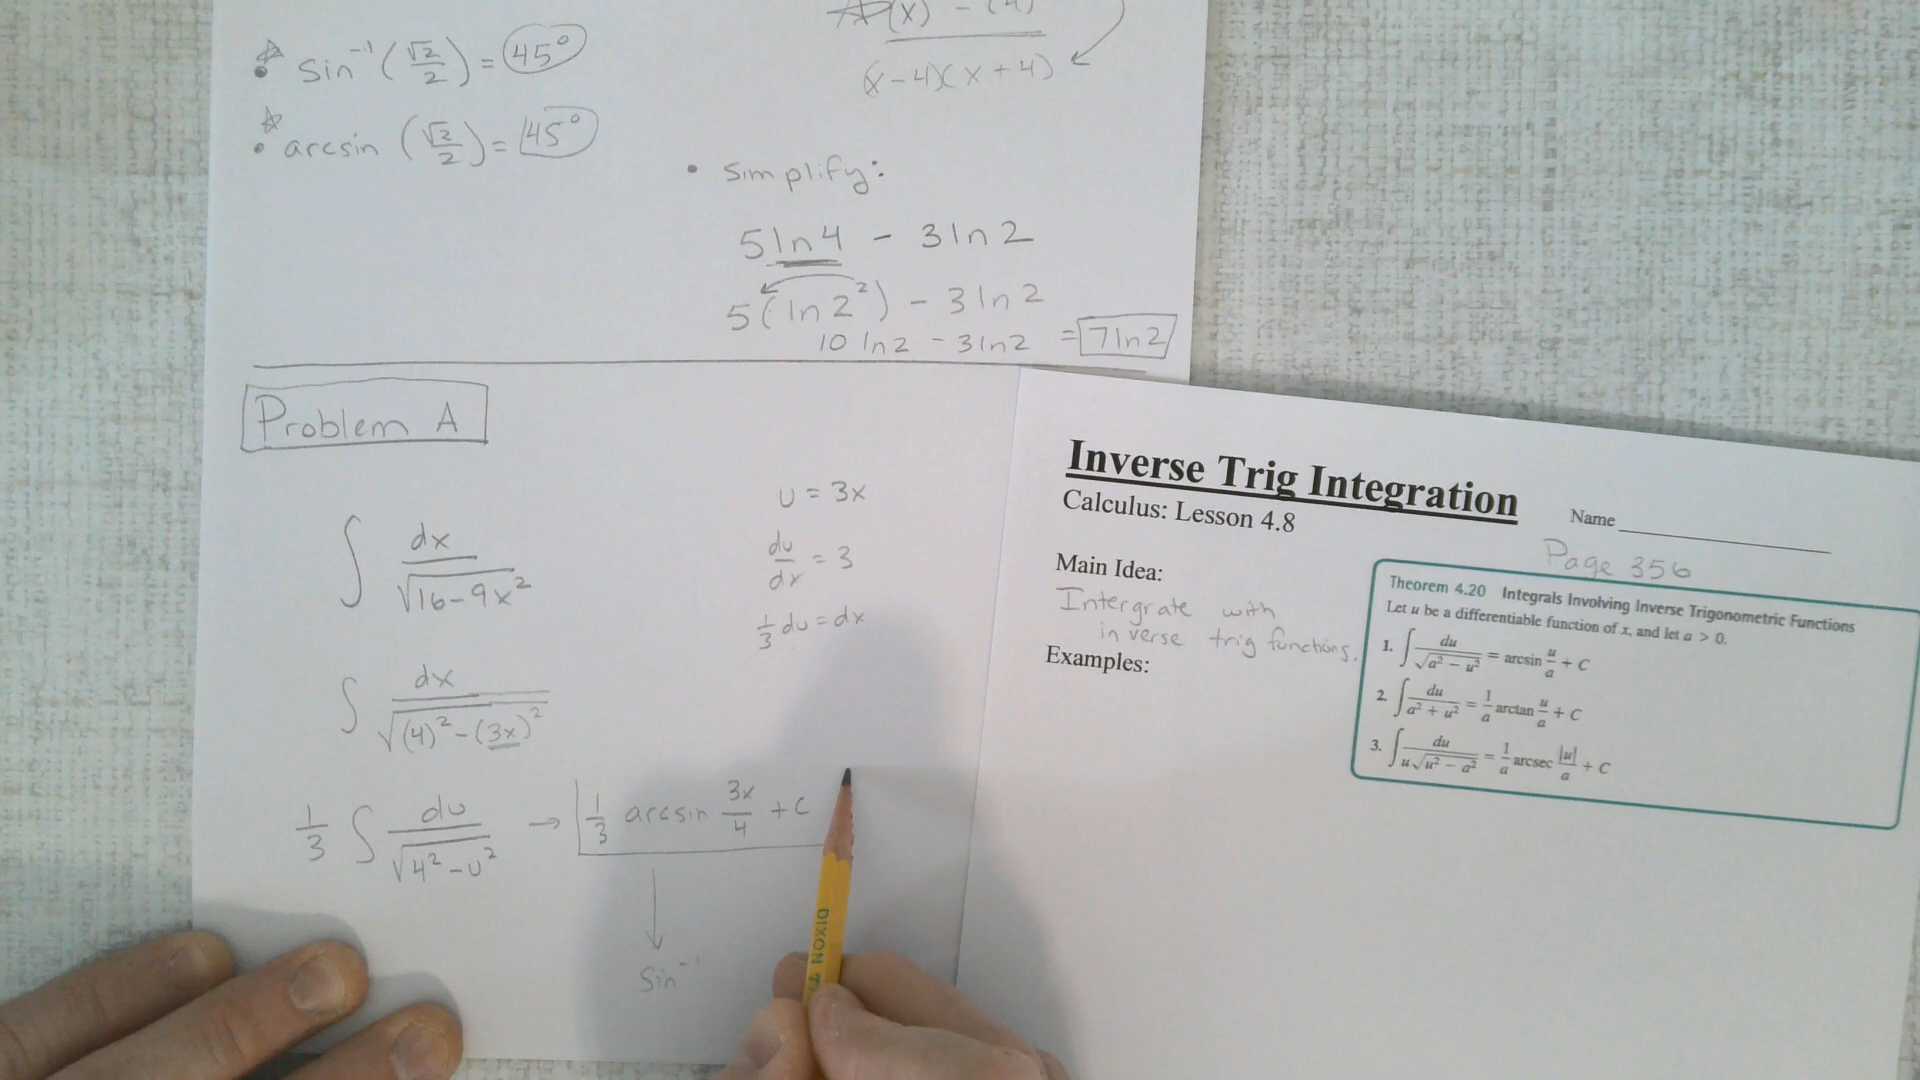 sin⁻¹(√2/2) = 45°
arcsin (√2/2) = 45°
(x) - (4)
(x-4)(x+4)
• Simplify:
5ln4 - 3ln2
5(ln2²) - 3ln2
10 ln2 - 3ln2 = 7ln2
Problem A
∫ dx/√16-9x²
∫ dx/√(4)²-(3x)²
1/3 ∫ du/√4²-u² → 1/3 arcsin 3x/4 + C
sin⁻¹
u = 3x
du/dx = 3
1/3 du = dx
DIXON T
Inverse Trig Integration
Calculus: Lesson 4.8
Name
Main Idea:
Intergrate with
inverse trig functions.
Examples:
Page 356
Theorem 4.20 Integrals Involving Inverse Trigonometric Functions
Let u be a differentiable function of x, and let a > 0.
1. ∫ du/√a² - u² = arcsin u/a + C
2. ∫ du/a² + u² = 1/a arctan u/a + C
3. ∫ du/u√u² - a² = 1/a arcsec |u|/a + C